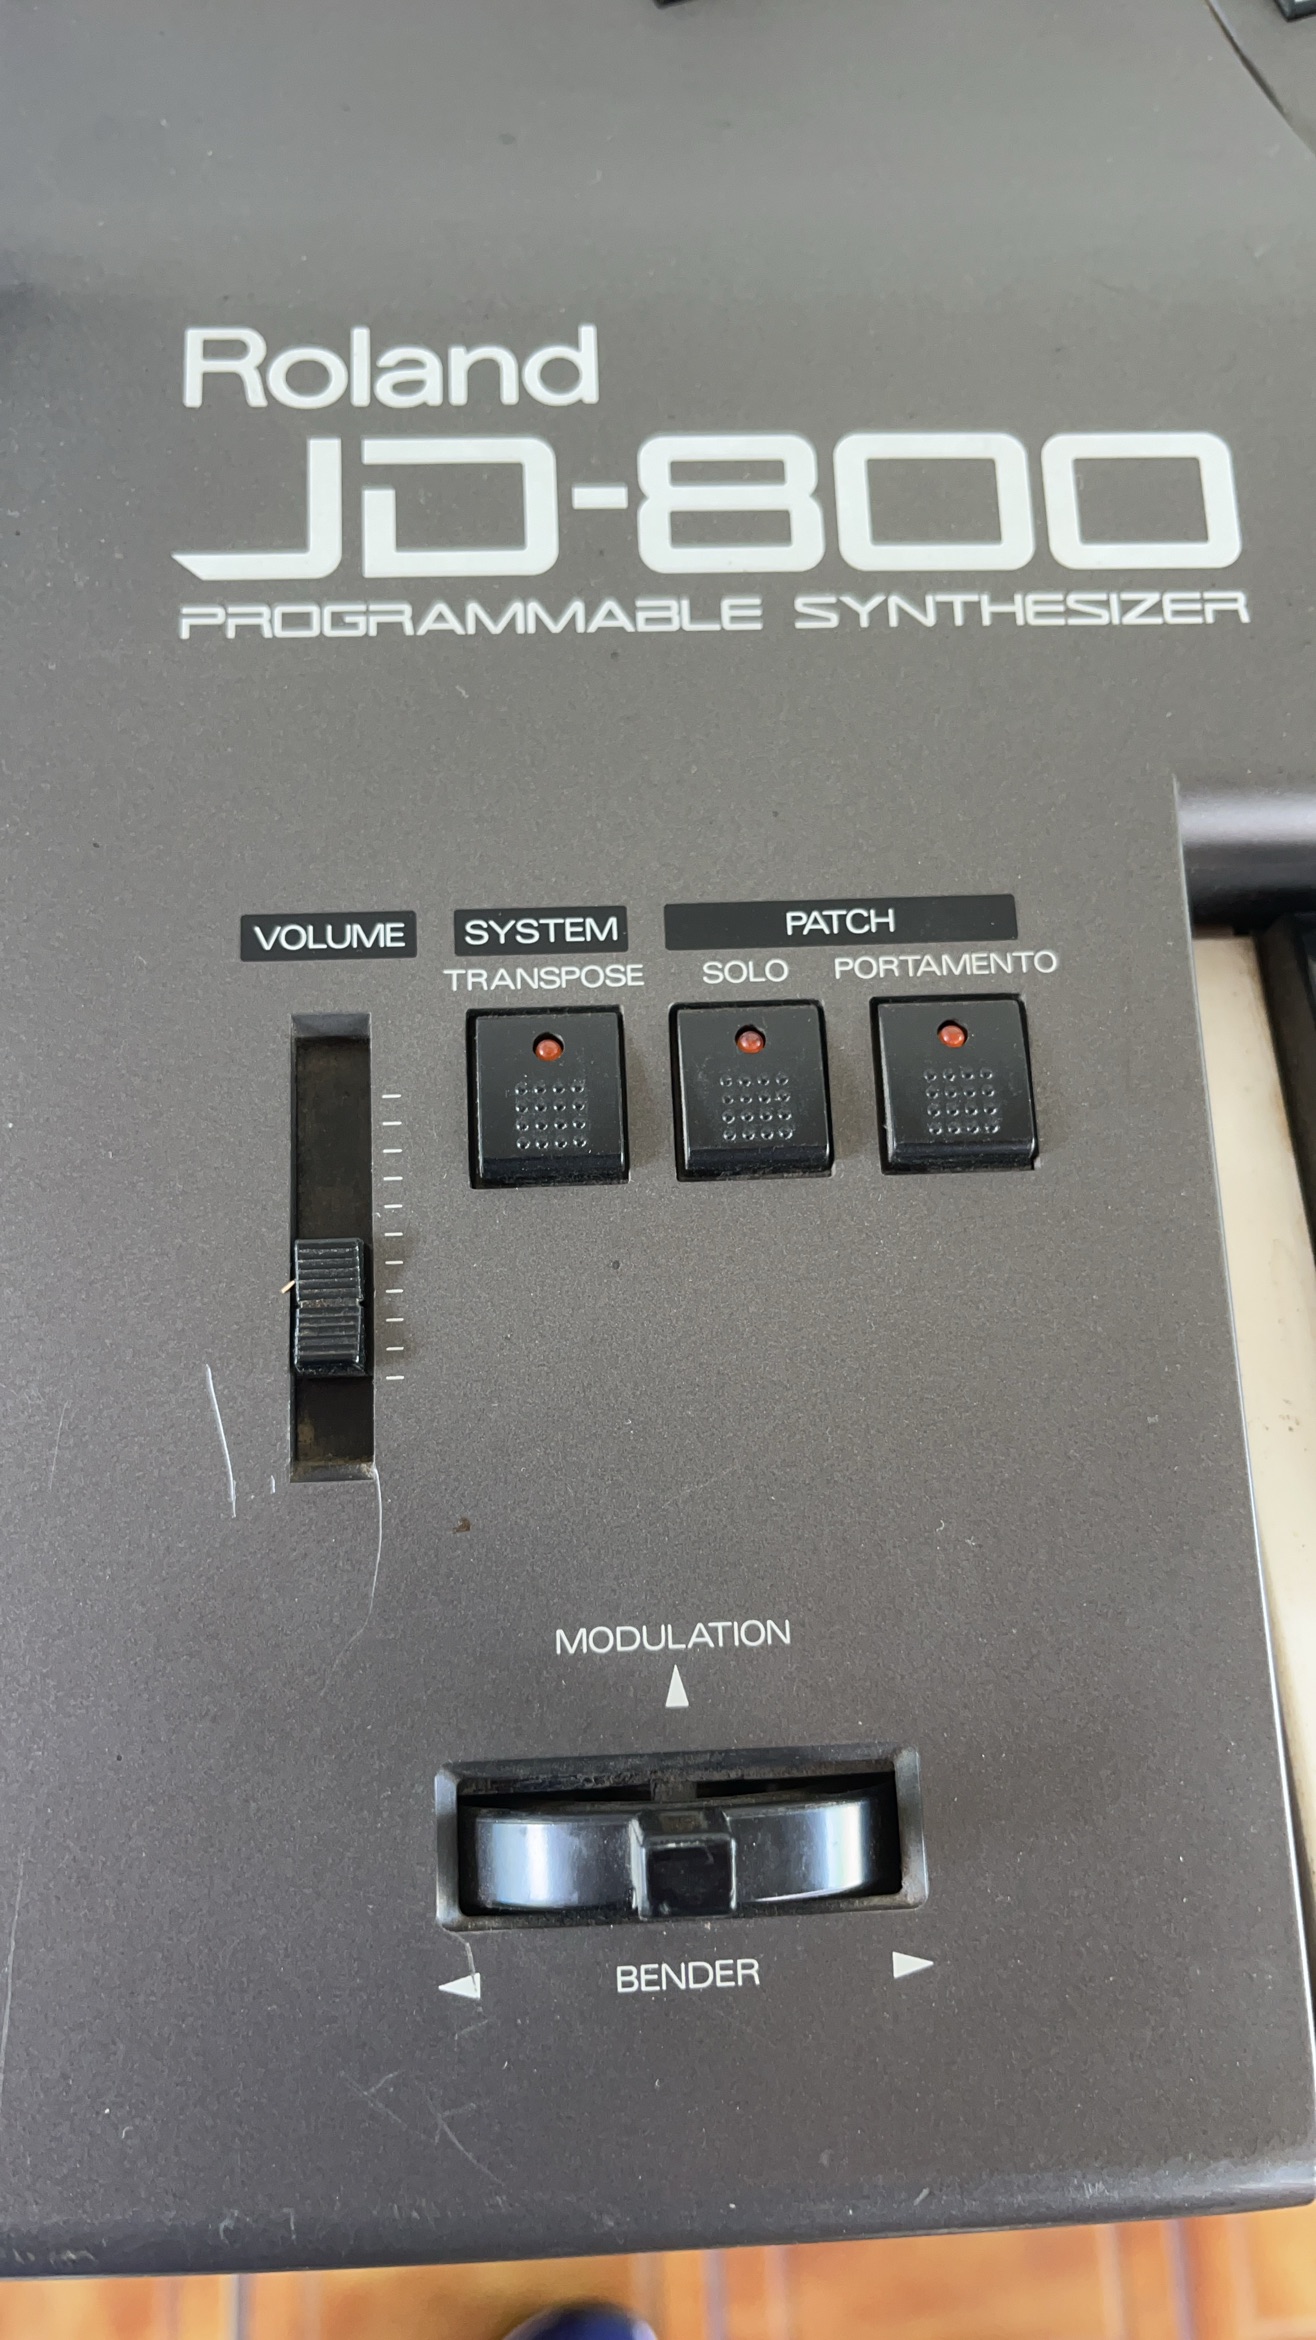 Roland
JD-800
PROGRAMMABLE SYNTHESIZER
VOLUME SYSTEM PATCH
TRANSPOSE SOLO PORTAMENTO
MODULATION
BENDER